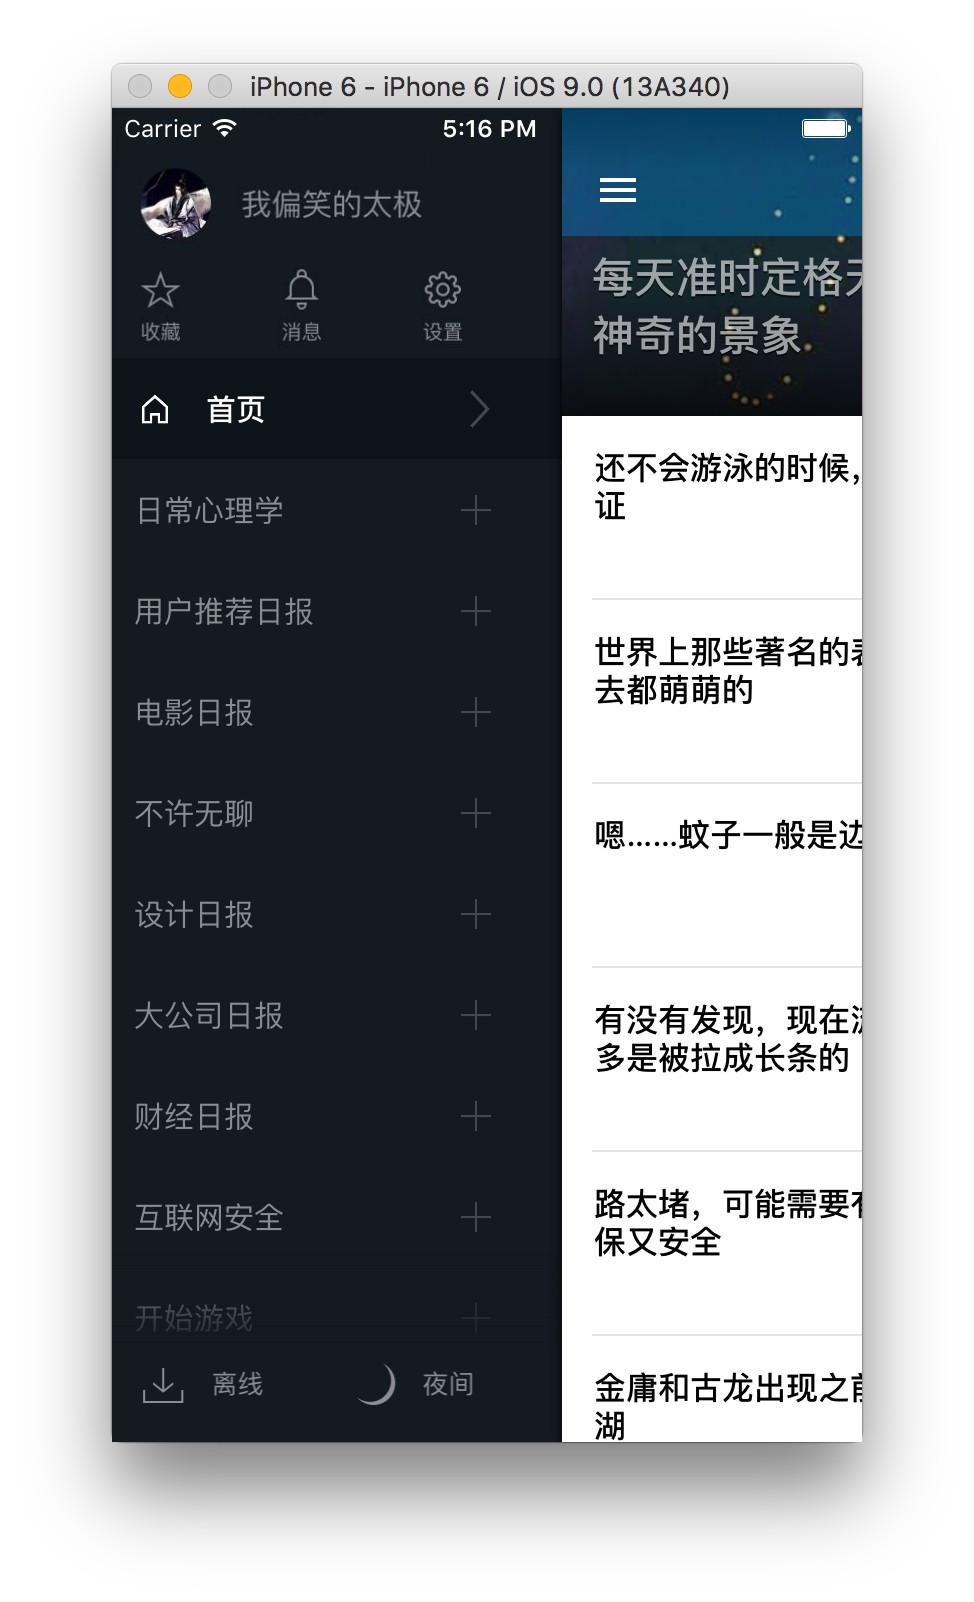 iPhone 6 - iPhone 6 / iOS 9.0 (13A340)
Carrier
5:16 PM
我偏笑的太极
收藏
消息
设置
首页
日常心理学
用户推荐日报
电影日报
不许无聊
设计日报
大公司日报
财经日报
互联网安全
开始游戏
离线
夜间
每天准时定格天
神奇的景象
还不会游泳的时候，
证
世界上那些著名的
去都萌萌的
嗯……蚊子一般是边
有没有发现，现在
多是被拉成长条的
路太堵，可能需要有
保又安全
金庸和古龙出现之前
湖